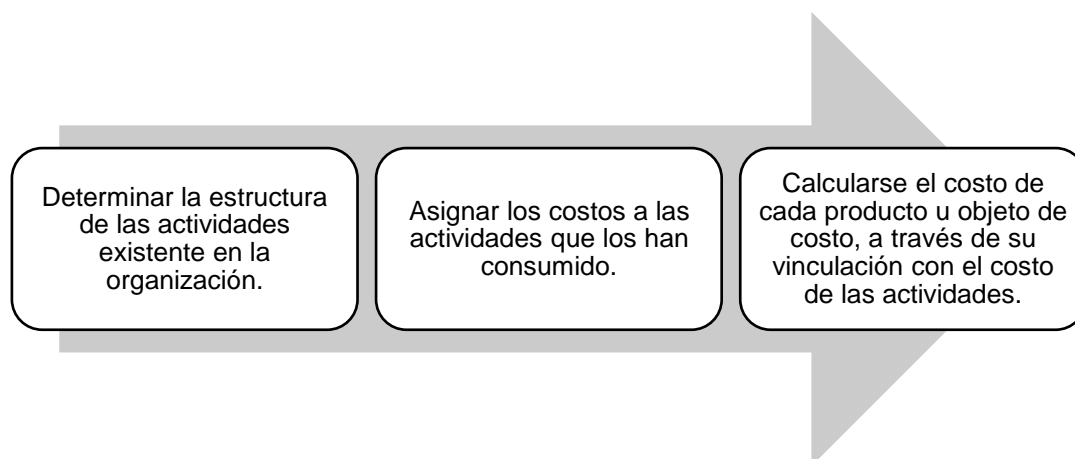 Determinar la estructura
de las actividades
existente en la
organización.
Asignar los costos a las
actividades que los han
consumido.
Calcularse el costo de
cada producto u objeto de
costo, a través de su
vinculación con el costo
de las actividades.